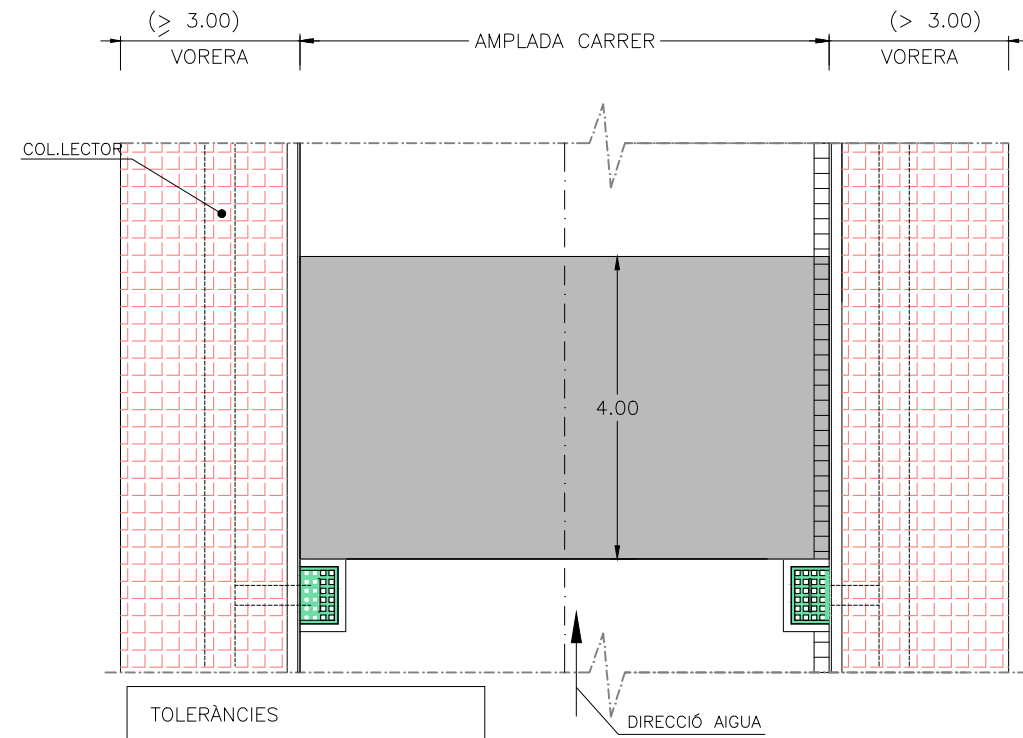 (≥ 3.00)
(> 3.00)
AMPLADA CARRER
VORERA
VORERA
COL.LECTOR
4.00
TOLERÀNCIES
DIRECCIÓ AIGUA